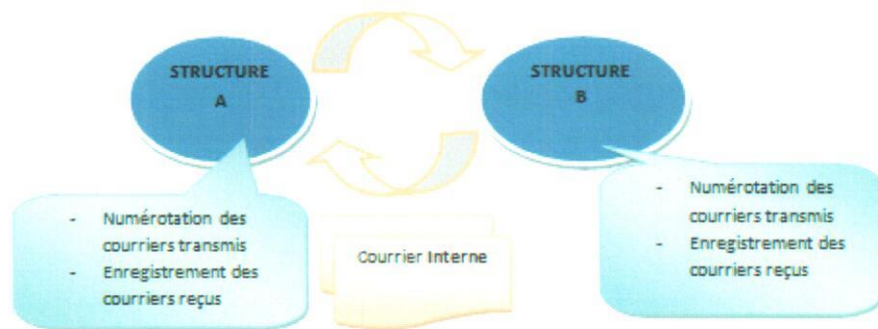 STRUCTURE
A
STRUCTURE
B
- Numérotation des
courriers transmis
- Enregistrement des
courriers reçus
Courrier Interne
- Numérotation des
courriers transmis
- Enregistrement des
courriers reçus